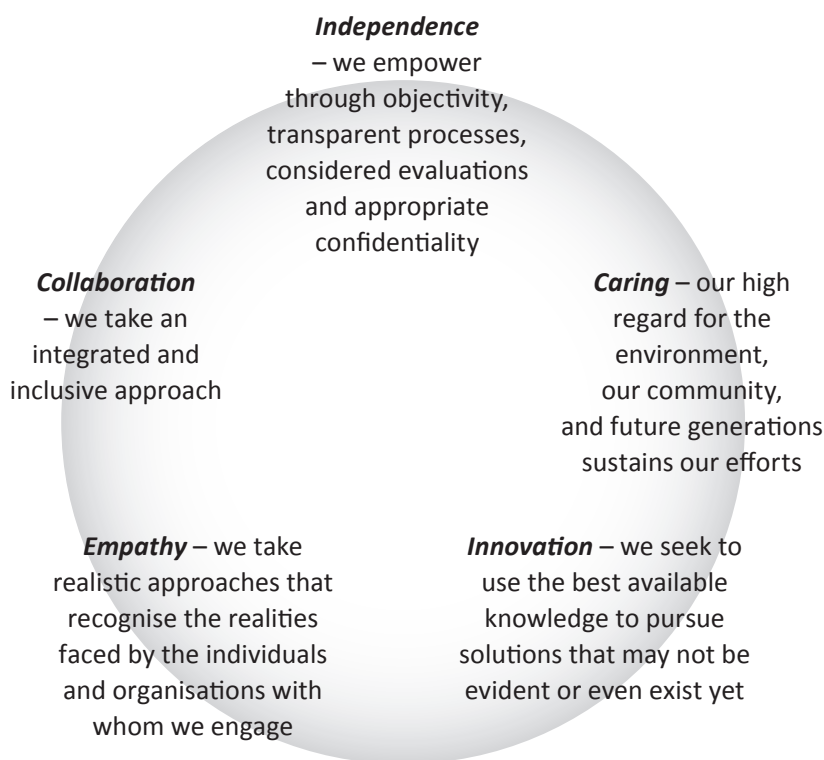 Independence
– we empower
through objectivity,
transparent processes,
considered evaluations
and appropriate
confidentiality
Collaboration
– we take an
integrated and
inclusive approach
Caring – our high
regard for the
environment,
our community,
and future generations
sustains our efforts
Empathy – we take
realistic approaches that
recognise the realities
faced by the individuals
and organisations with
whom we engage
Innovation – we seek to
use the best available
knowledge to pursue
solutions that may not be
evident or even exist yet